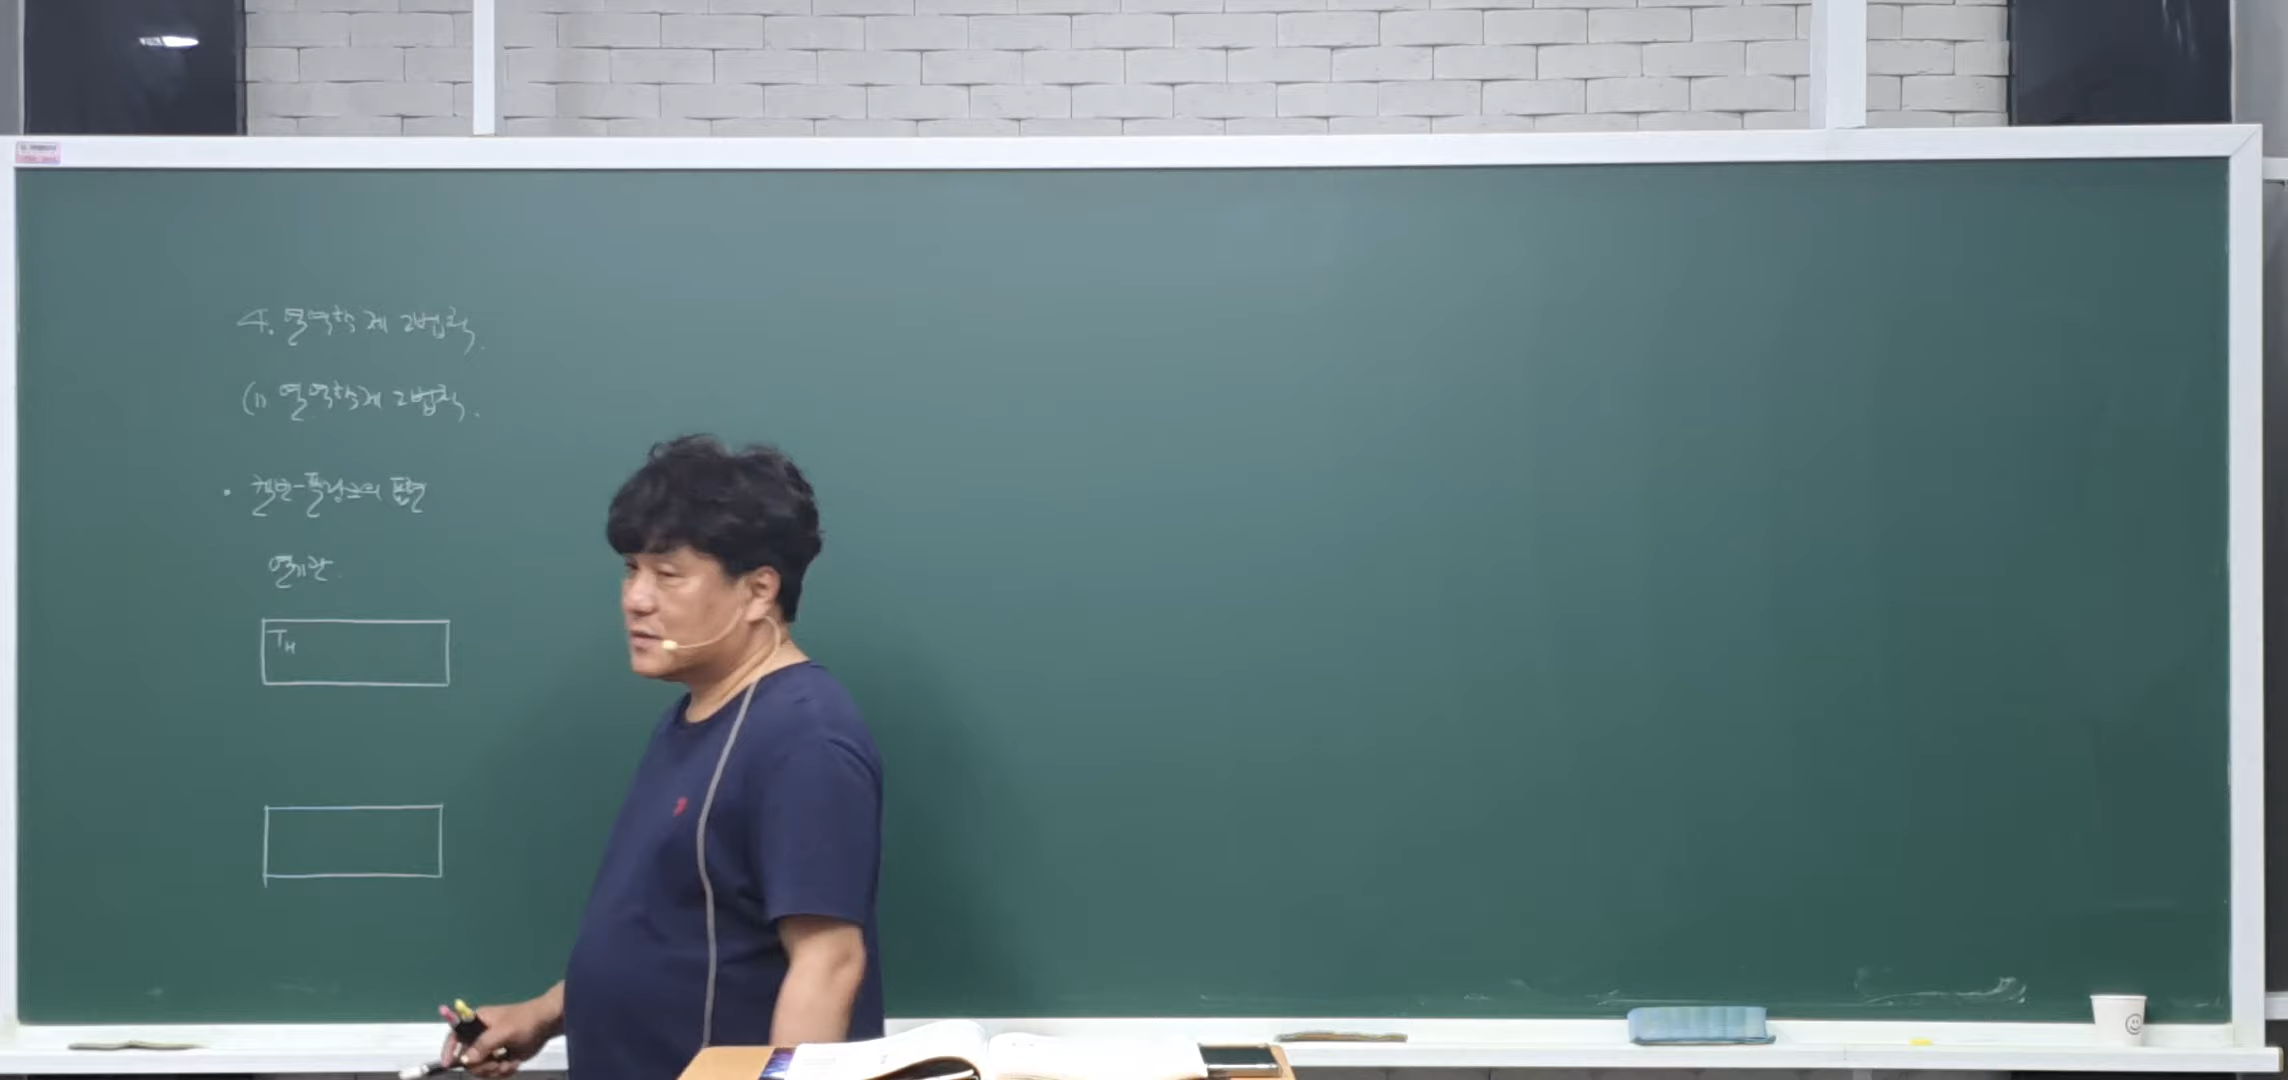 4. 열역학 제 2법칙.
(1) 열역학 제 2법칙.
• 켈빈-플랑크의 표현
열기관.
T_H